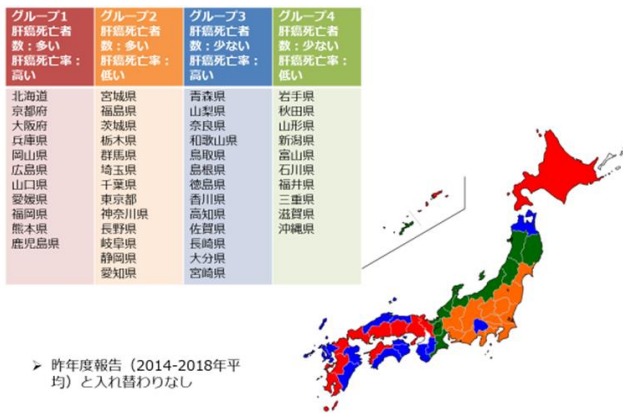 グループ1
肝癌死亡者
数：多い
肝癌死亡率：
高い
北海道
京都府
大阪府
兵庫県
岡山県
広島県
山口県
愛媛県
福岡県
熊本県
鹿児島県
グループ2
肝癌死亡者
数：多い
肝癌死亡率：
低い
宮城県
福島県
茨城県
栃木県
群馬県
埼玉県
千葉県
東京都
神奈川県
長野県
岐阜県
静岡県
愛知県
グループ3
肝癌死亡者
数：少ない
肝癌死亡率：
高い
青森県
山梨県
奈良県
和歌山県
鳥取県
島根県
徳島県
香川県
高知県
佐賀県
長崎県
大分県
宮崎県
グループ4
肝癌死亡者
数：少ない
肝癌死亡率：
低い
岩手県
秋田県
山形県
新潟県
富山県
石川県
福井県
三重県
滋賀県
沖縄県
➢ 昨年度報告（2014-2018年平
均）と入れ替わりなし